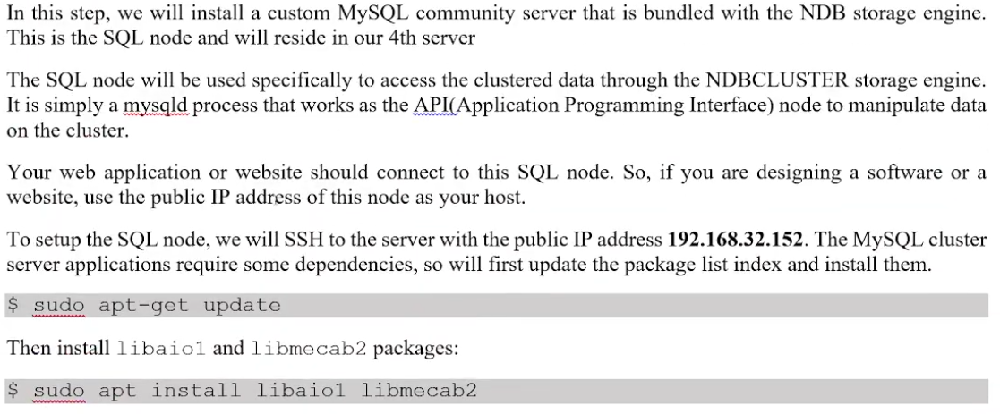 In this step, we will install a custom MySQL community server that is bundled with the NDB storage engine.
This is the SQL node and will reside in our 4th server
The SQL node will be used specifically to access the clustered data through the NDBCLUSTER storage engine.
It is simply a mysqld process that works as the API(Application Programming Interface) node to manipulate data
on the cluster.
Your web application or website should connect to this SQL node. So, if you are designing a software or a
website, use the public IP address of this node as your host.
To setup the SQL node, we will SSH to the server with the public IP address 192.168.32.152. The MySQL cluster
server applications require some dependencies, so will first update the package list index and install them.
$ sudo apt-get update
Then install libaio1 and libmecab2 packages:
$ sudo apt install libaio1 libmecab2